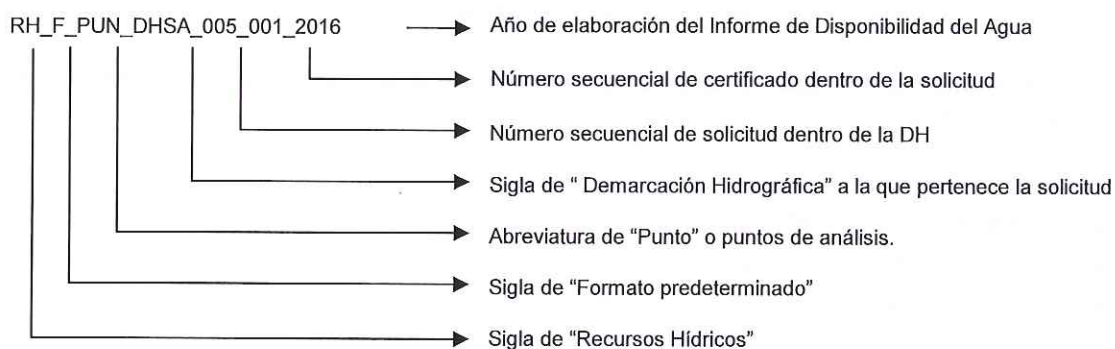 RH_F_PUN_DHSA_005_001_2016
Año de elaboración del Informe de Disponibilidad del Agua
Número secuencial de certificado dentro de la solicitud
Número secuencial de solicitud dentro de la DH
Sigla de “ Demarcación Hidrográfica” a la que pertenece la solicitud
Abreviatura de “Punto” o puntos de análisis.
Sigla de “Formato predeterminado”
Sigla de “Recursos Hídricos”